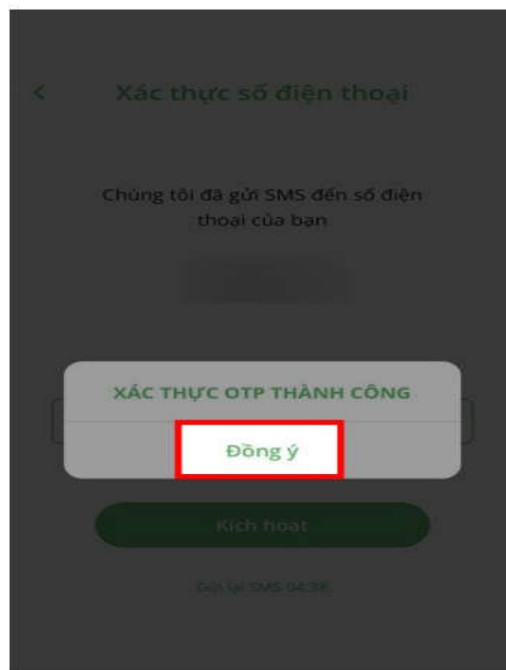 Xác thực số điện thoại
Chúng tôi đã gửi SMS đến số điện
thoại của bạn
XÁC THỰC OTP THÀNH CÔNG
Đồng ý
Kích hoạt
Gửi lại SMS 04:38